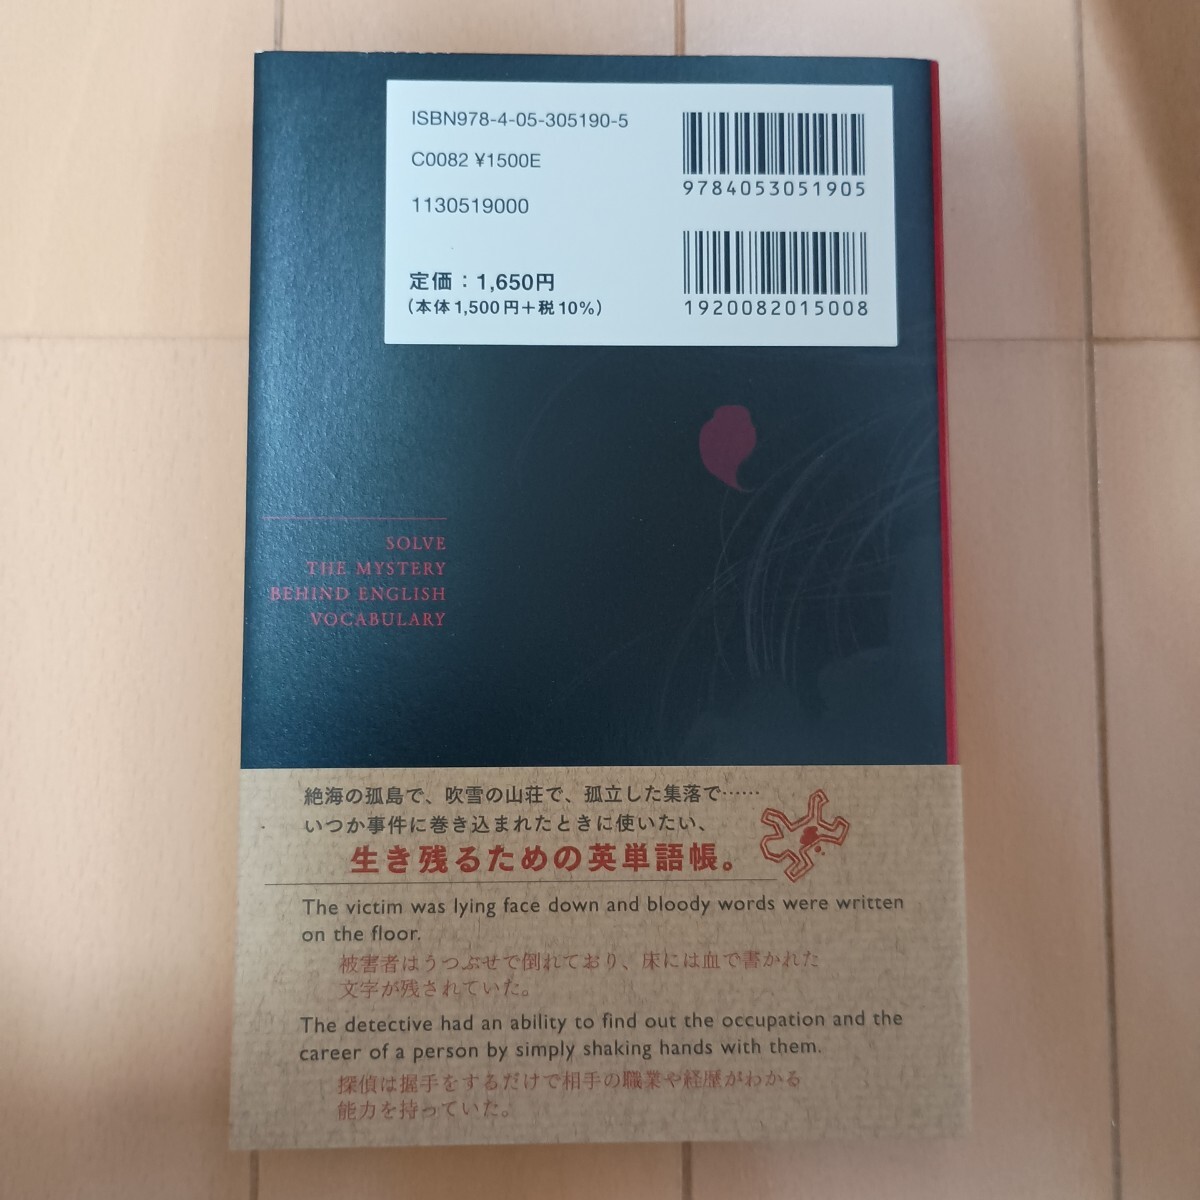 ISBN978-4-05-305190-5
C0082 ¥1500E
1130519000
定価：1,650円
（本体1,500円＋税10%）
9784053051905
1920082015008
SOLVE
THE MYSTERY
BEHIND ENGLISH
VOCABULARY
絶海の孤島で、吹雪の山荘で、孤立した集落で……
いつか事件に巻き込まれたときに使いたい、
生き残るための英単語帳。
The victim was lying face down and bloody words were written
on the floor.
被害者はうつぶせで倒れており、床には血で書かれた
文字が残されていた。
The detective had an ability to find out the occupation and the
career of a person by simply shaking hands with them.
探偵は握手をするだけで相手の職業や経歴がわかる
能力を持っていた。